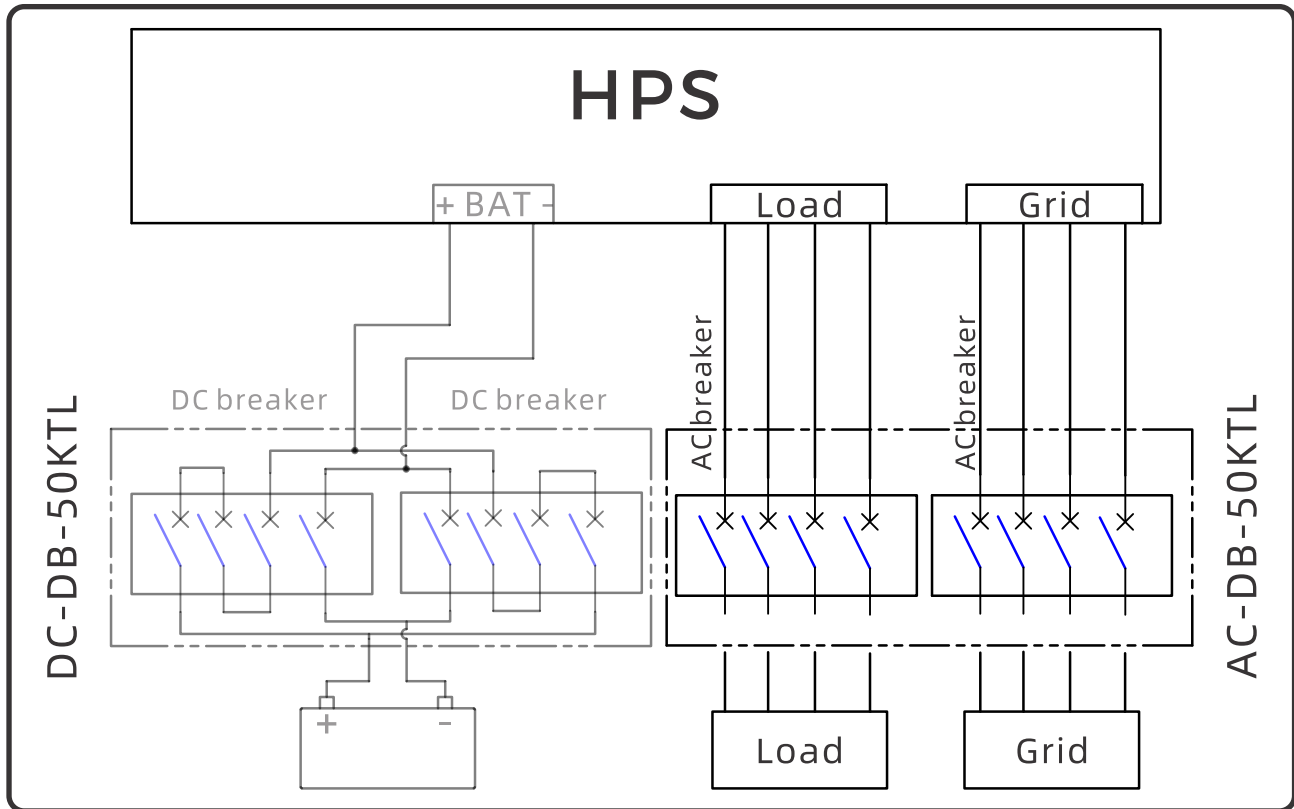 HPS
+ BAT -
Load
Grid
AC breaker
AC breaker
DC breaker
DC breaker
DC-DB-50KTL
AC-DB-50KTL
+ -
Load
Grid